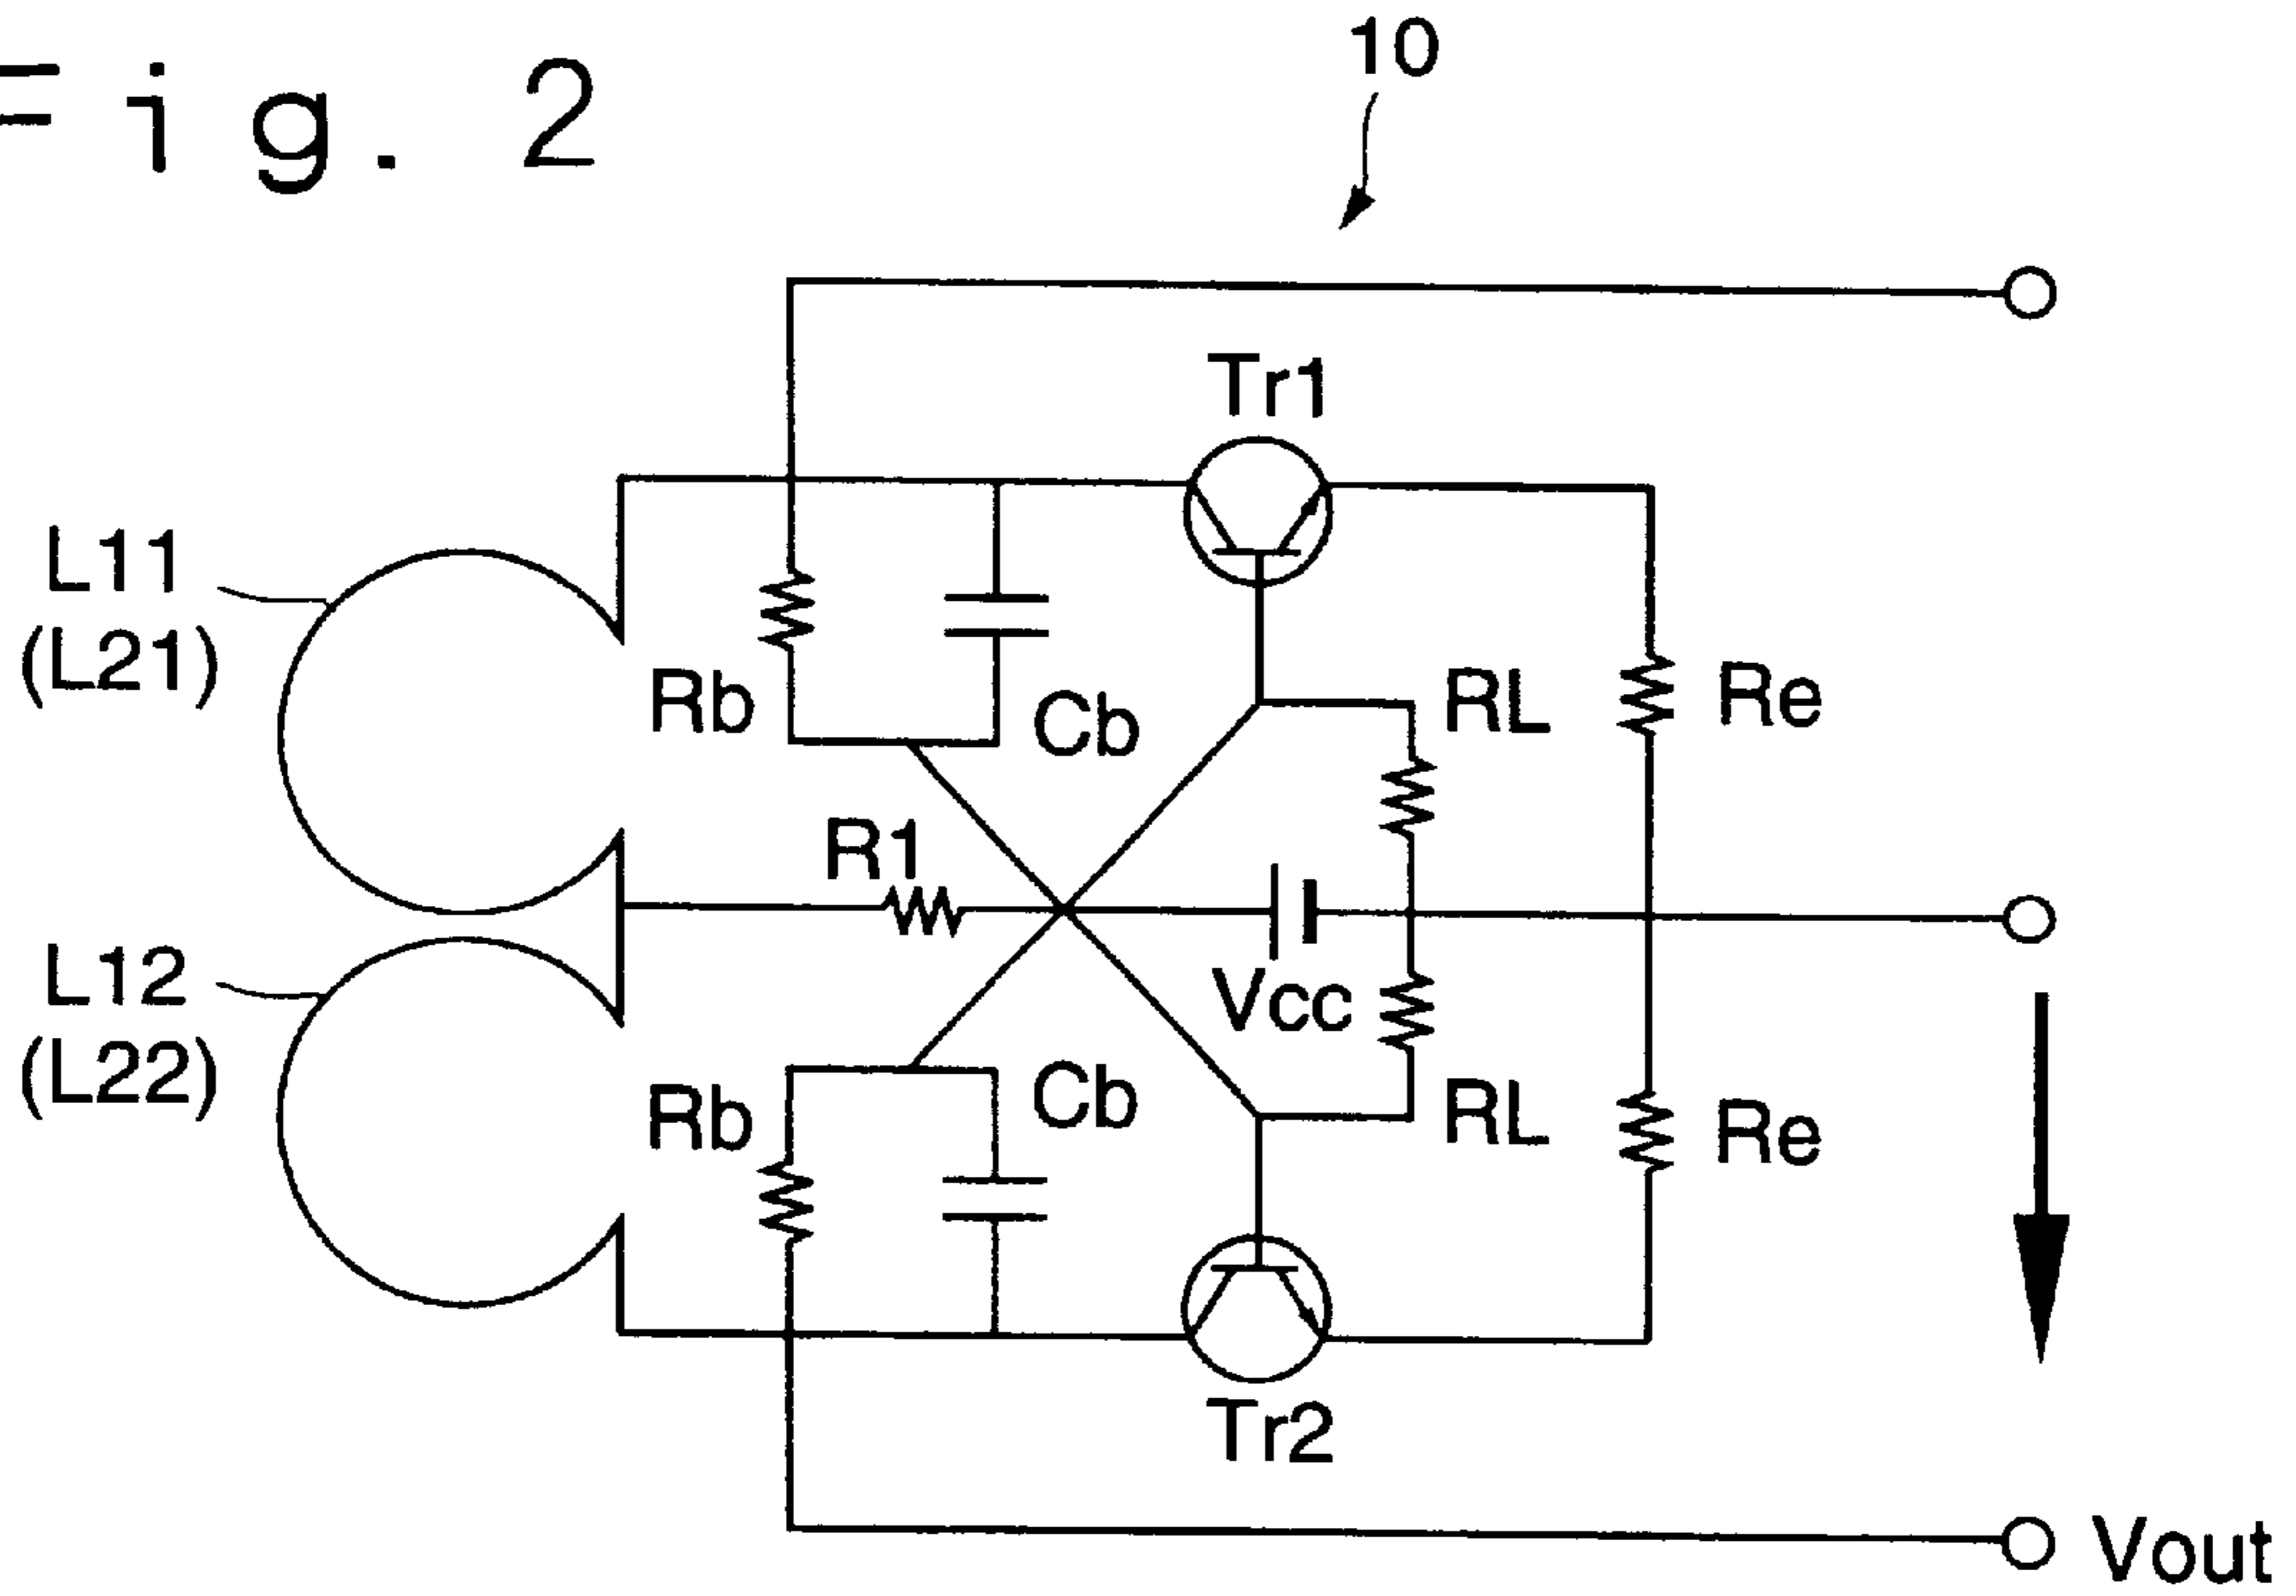 Fig. 2
10
Tr1
L11
(L21)
Rb
Cb
RL
Re
R1
L12
(L22)
Vcc
Rb
Cb
RL
Re
Tr2
Vout